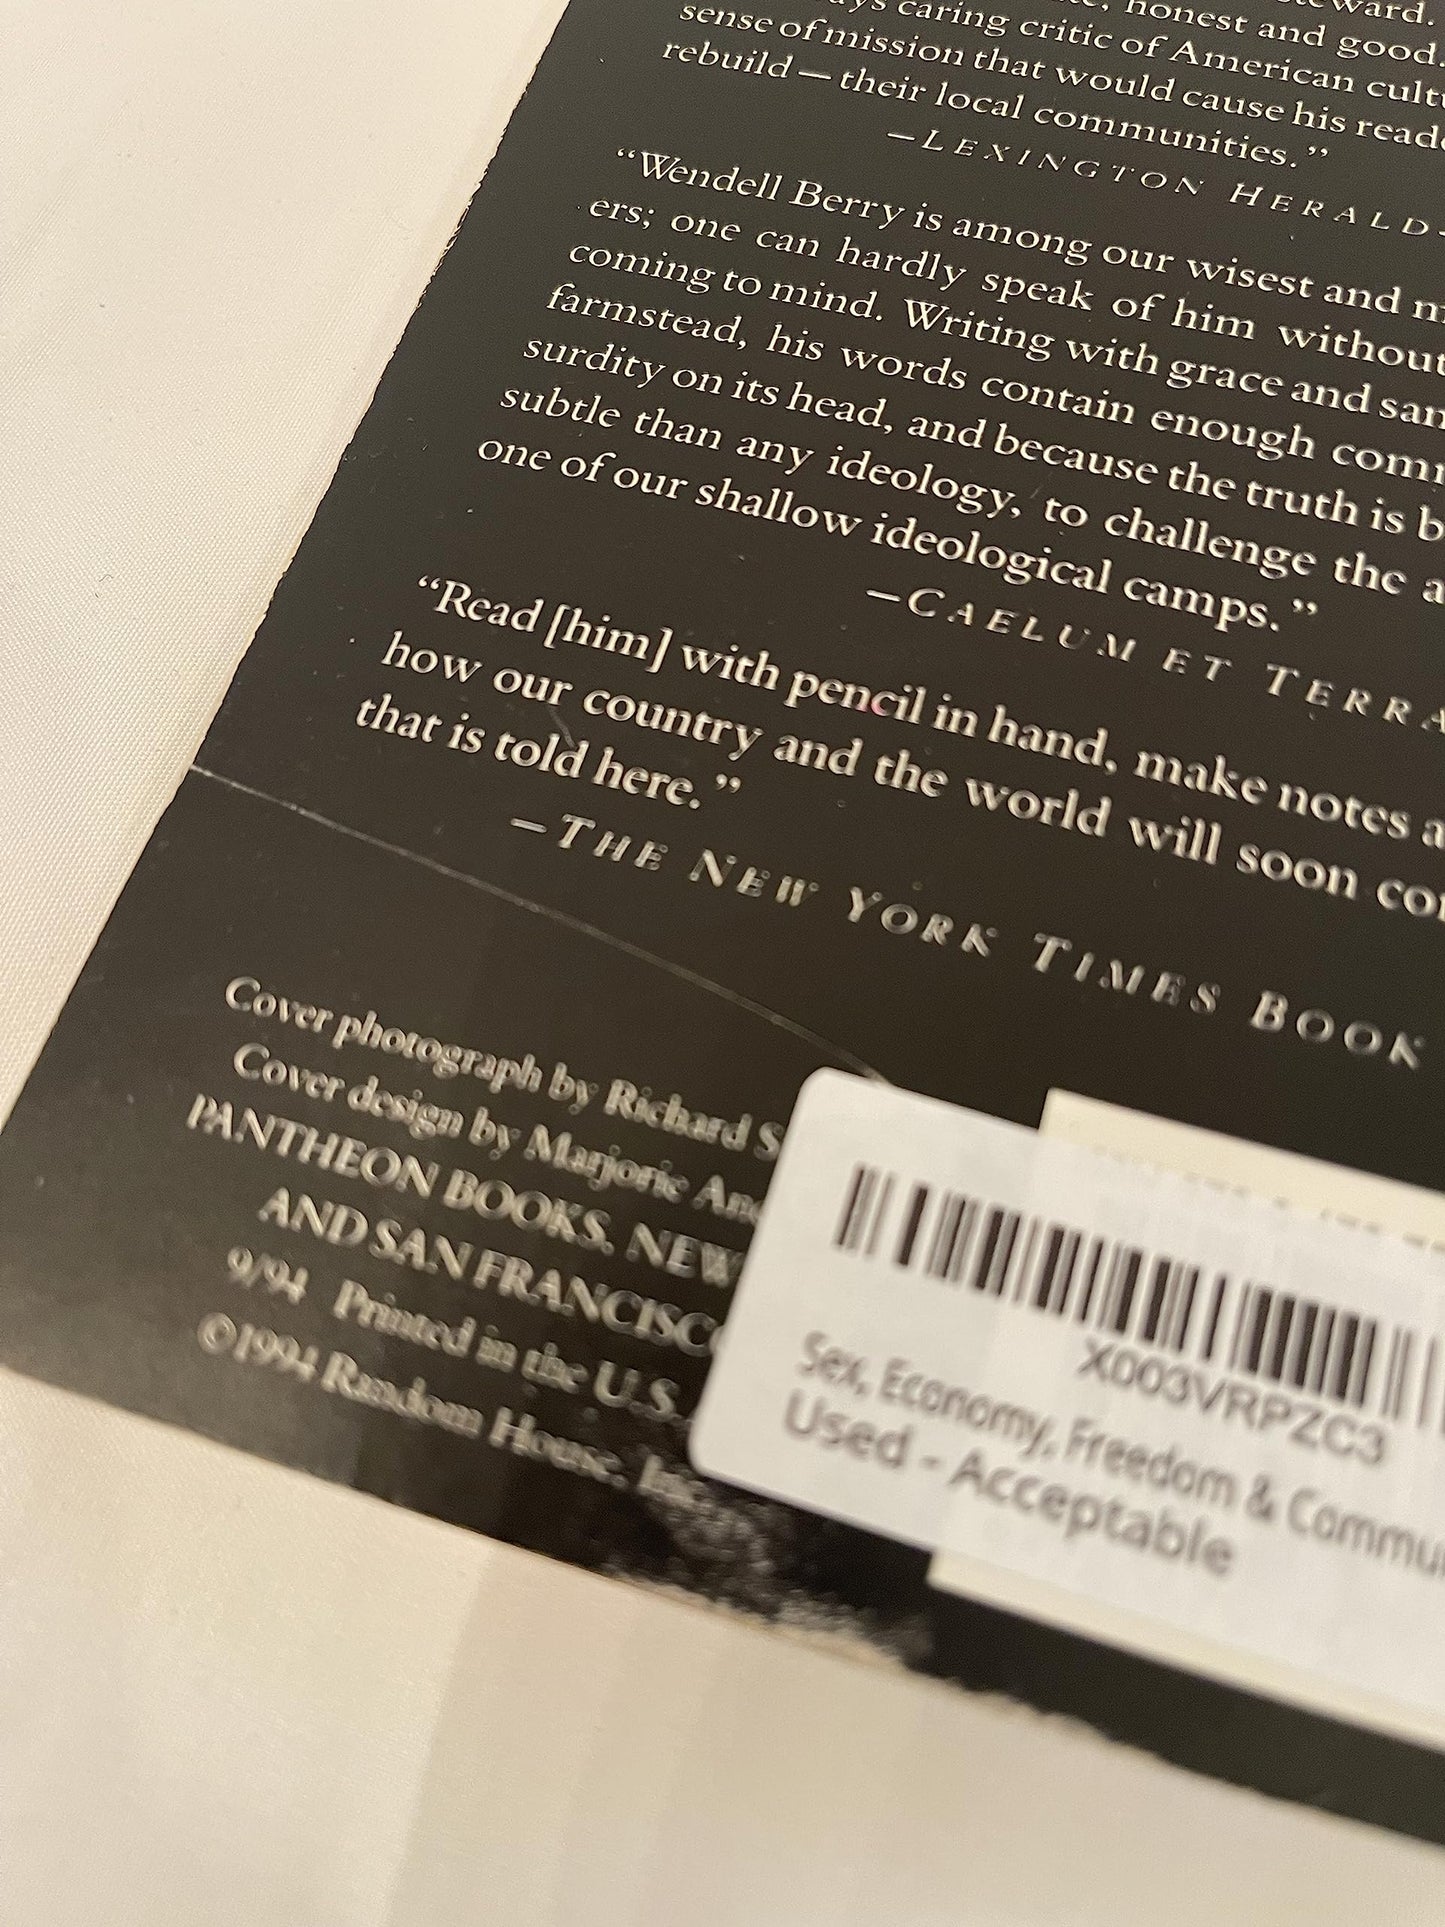 steward.
honest and good.
caring critic of American
sense of mission that would cause his
rebuild — their local communities.”
—LEXINGTON HERALD-
“Wendell Berry is among our wisest and
ers; one can hardly speak of him without
coming to mind. Writing with grace and
farmstead, his words contain enough
surdity on its head, and because the truth is
subtle than any ideology, to challenge the
one of our shallow ideological camps.”
—CAELUM ET TERRA
“Read [him] with pencil in hand, make notes
how our country and the world will soon
that is told here.”
—THE NEW YORK TIMES BOOK
Cover photograph by Richard
Cover design by Marjorie
PANTHEON BOOKS, NEW
AND SAN FRANCISCO
9/94 Printed in the U.S.
©1994 Random House, Inc.
X003VRPZC3
Sex, Economy, Freedom &
Used - Acceptable